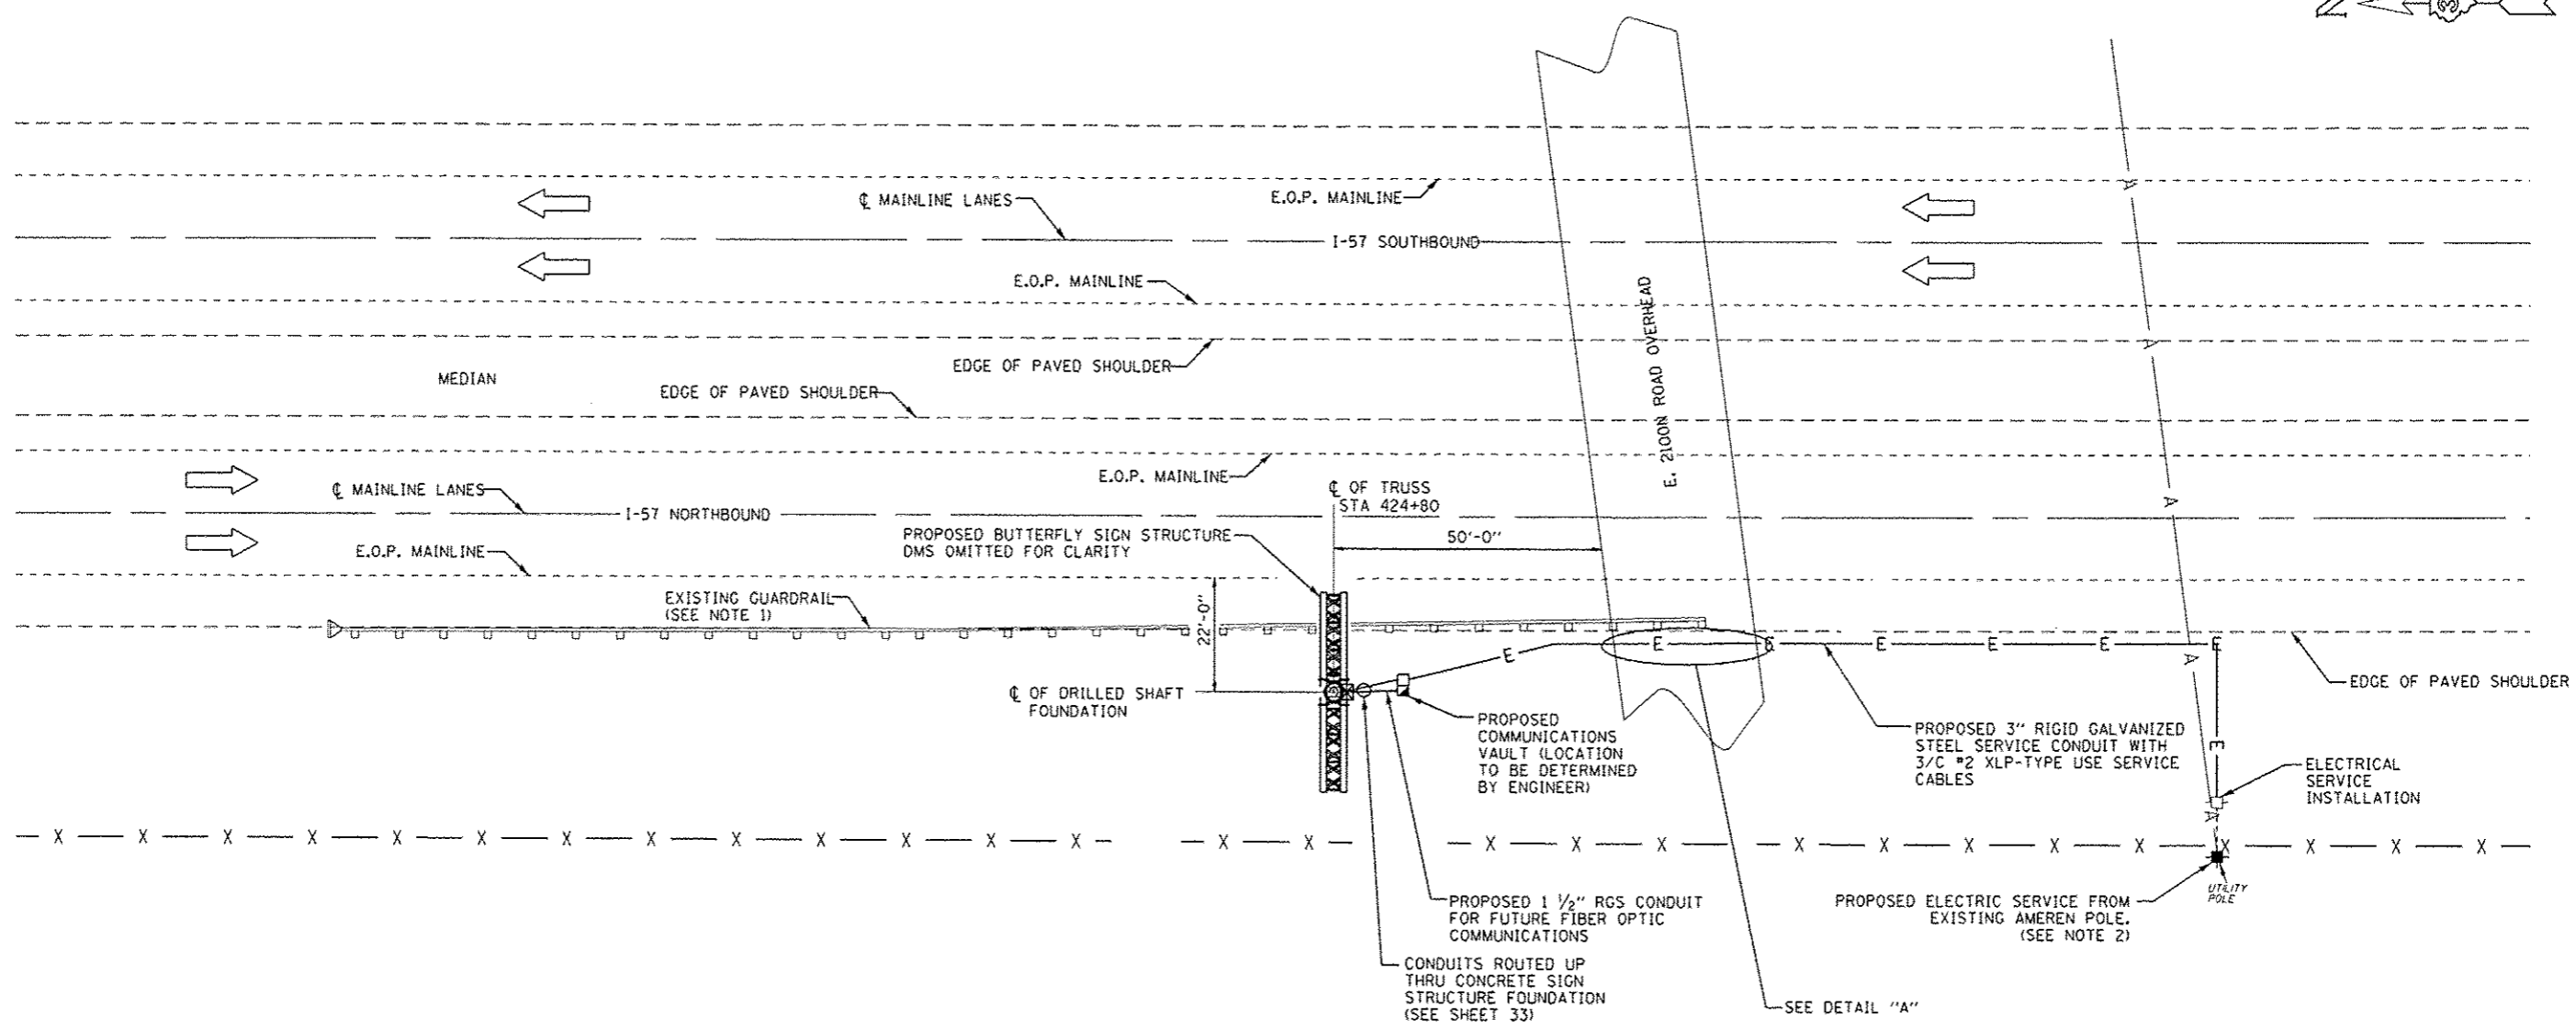 ℄ MAINLINE LANES
E.O.P. MAINLINE
I-57 SOUTHBOUND
E.O.P. MAINLINE
EDGE OF PAVED SHOULDER
MEDIAN
EDGE OF PAVED SHOULDER
E. 2100N ROAD OVERHEAD
E.O.P. MAINLINE
℄ MAINLINE LANES
I-57 NORTHBOUND
℄ OF TRUSS
STA 424+80
PROPOSED BUTTERFLY SIGN STRUCTURE
DMS OMITTED FOR CLARITY
50'-0"
E.O.P. MAINLINE
EXISTING GUARDRAIL
(SEE NOTE 1)
22'-0"
℄ OF DRILLED SHAFT
FOUNDATION
E E E E E E E E
A A A A A A
EDGE OF PAVED SHOULDER
PROPOSED
COMMUNICATIONS
VAULT (LOCATION
TO BE DETERMINED
BY ENGINEER)
PROPOSED 3" RIGID GALVANIZED
STEEL SERVICE CONDUIT WITH
3/C #2 XLP-TYPE USE SERVICE
CABLES
ELECTRICAL
SERVICE
INSTALLATION
X X X X X X X X X X X X X X X X X X X X X X X X X X X X
UTILITY
POLE
PROPOSED 1 1/2" RGS CONDUIT
FOR FUTURE FIBER OPTIC
COMMUNICATIONS
PROPOSED ELECTRIC SERVICE FROM
EXISTING AMEREN POLE.
(SEE NOTE 2)
CONDUITS ROUTED UP
THRU CONCRETE SIGN
STRUCTURE FOUNDATION
(SEE SHEET 33)
SEE DETAIL "A"